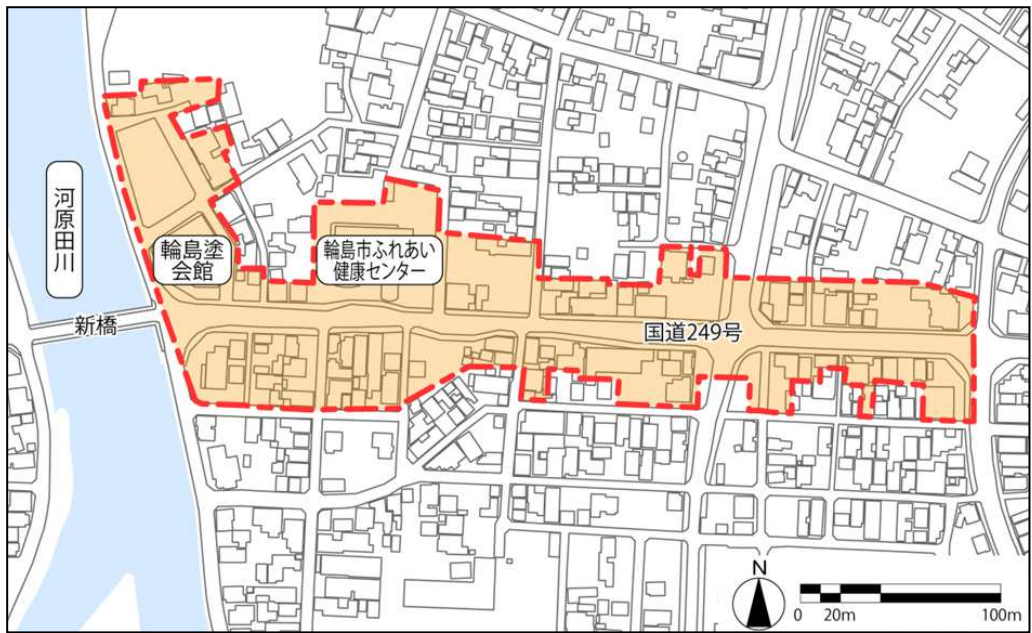 河原田川
輪島塗
会館
輪島市ふれあい
健康センター
新橋
国道249号
N
0 20m 100m